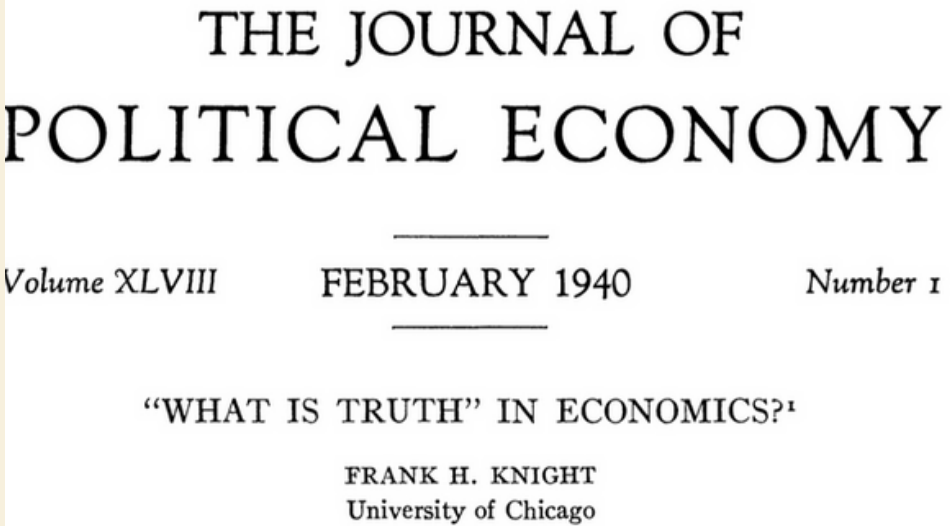 THE JOURNAL OF
POLITICAL ECONOMY
Volume XLVIII FEBRUARY 1940 Number 1
“WHAT IS TRUTH” IN ECONOMICS?¹
FRANK H. KNIGHT
University of Chicago